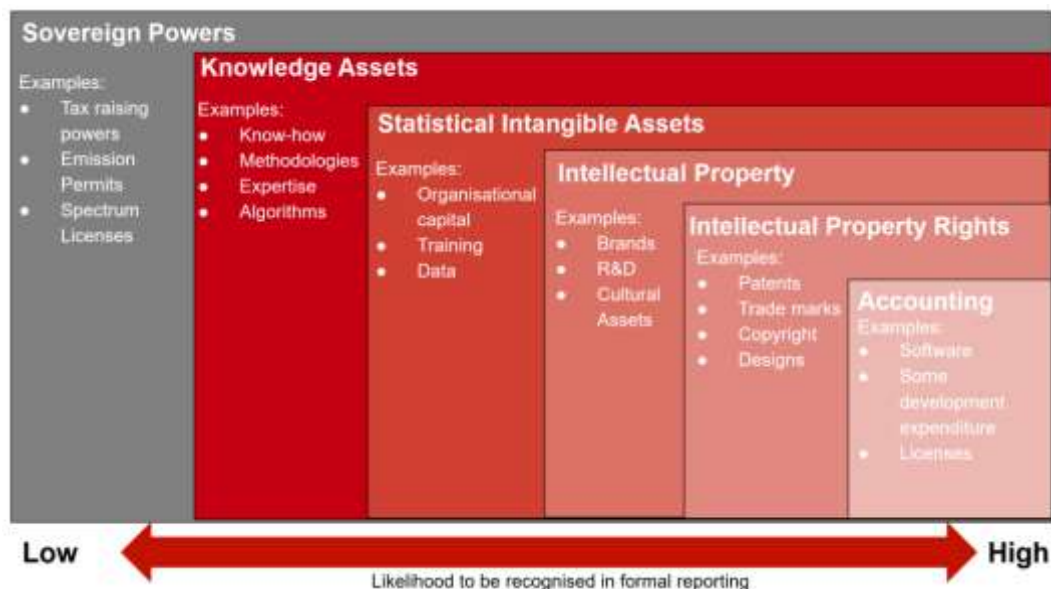 Sovereign Powers
Examples:
● Tax raising
powers
● Emission
Permits
● Spectrum
Licenses
Knowledge Assets
Examples:
● Know-how
● Methodologies
● Expertise
● Algorithms
Statistical Intangible Assets
Examples:
● Organisational
capital
● Training
● Data
Intellectual Property
Examples:
● Brands
● R&D
● Cultural
Assets
Intellectual Property Rights
Examples:
● Patents
● Trade marks
● Copyright
● Designs
Accounting
Examples:
● Software
● Some
development
expenditure
● Licenses
Low
High
Likelihood to be recognised in formal reporting